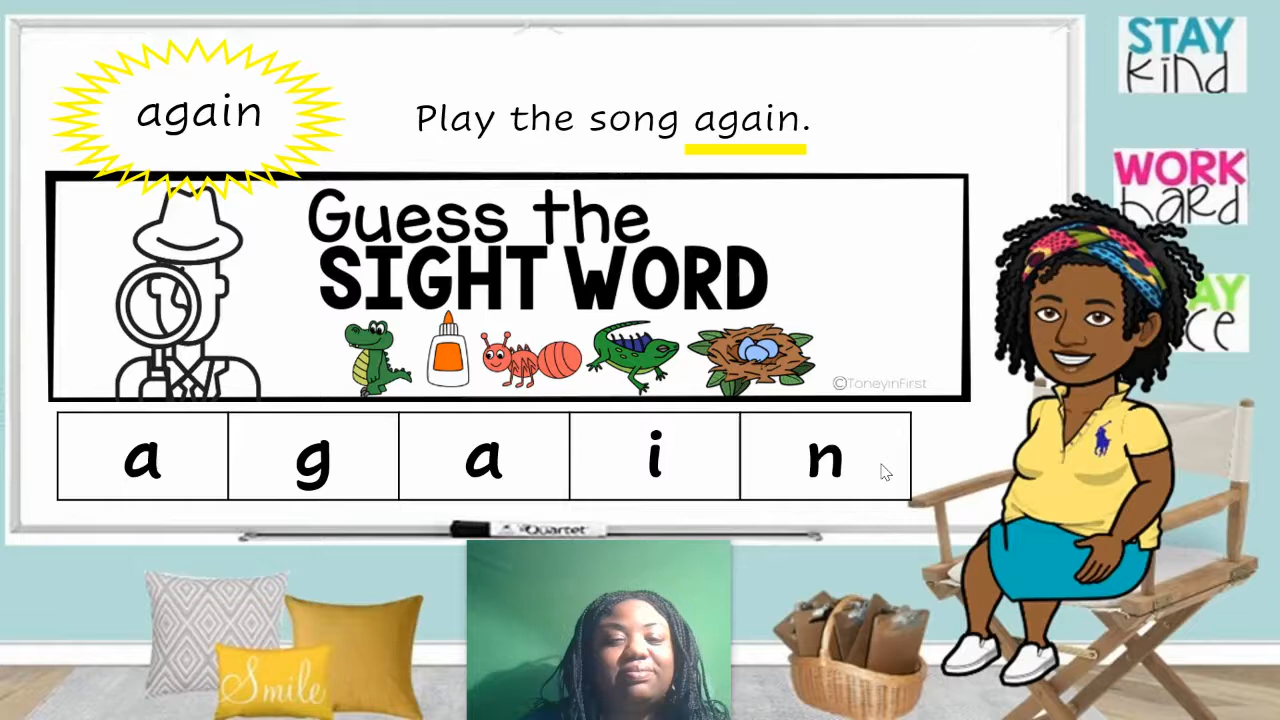 again
Play the song again.
Guess the
SIGHT WORD
©ToneyinFirst
a g a i n
Quartet
Smile
STAY
kind
WORK
hard